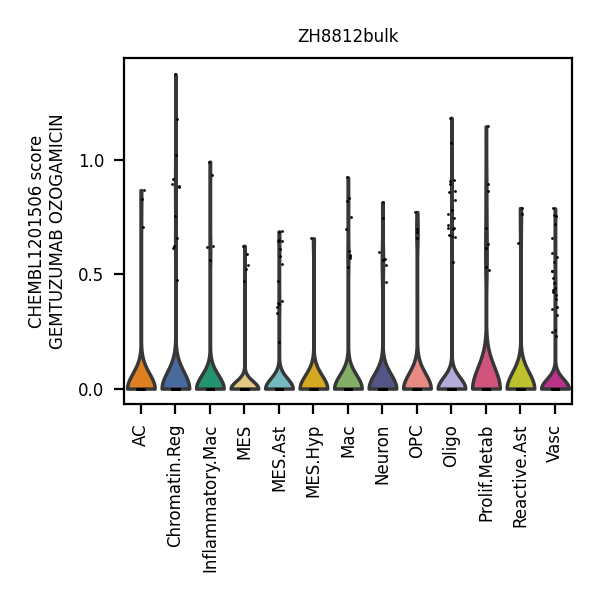 ZH8812bulk
CHEMBL1201506 score
GEMTUZUMAB OZOGAMICIN
1.0
0.5
0.0
AC
Chromatin.Reg
Inflammatory.Mac
MES
MES.Ast
MES.Hyp
Mac
Neuron
OPC
Oligo
Prolif.Metab
Reactive.Ast
Vasc